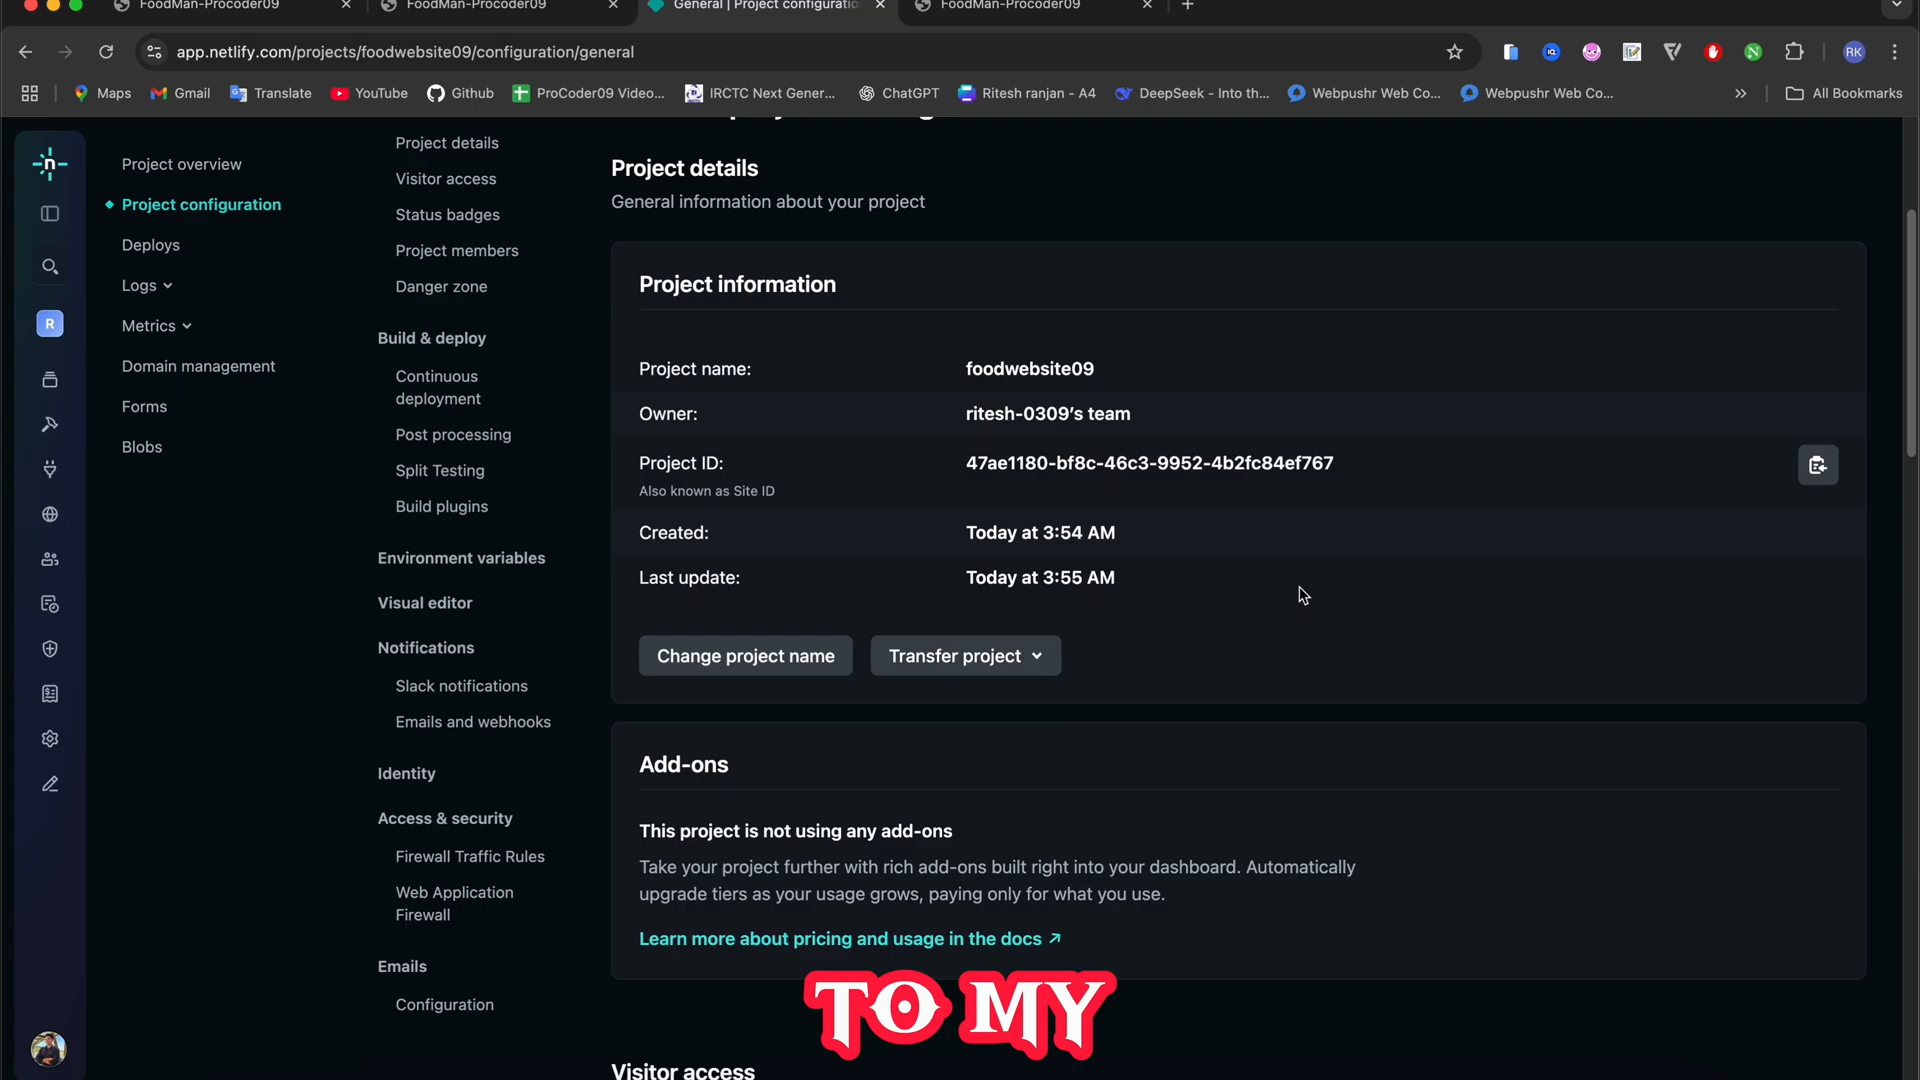 FoodMan-Procoder09
FoodMan-Procoder09
General | Project configuration
FoodMan-Procoder09
app.netlify.com/projects/foodwebsite09/configuration/general
RK
Maps
Gmail
Translate
YouTube
Github
ProCoder09 Video...
IRCTC Next Gener...
ChatGPT
Ritesh ranjan - A4
DeepSeek - Into th...
Webpushr Web Co...
Webpushr Web Co...
All Bookmarks
Project overview
Project configuration
Deploys
Logs
Metrics
Domain management
Forms
Blobs
R
Project details
Visitor access
Status badges
Project members
Danger zone
Build & deploy
Continuous
deployment
Post processing
Split Testing
Build plugins
Environment variables
Visual editor
Notifications
Slack notifications
Emails and webhooks
Identity
Access & security
Firewall Traffic Rules
Web Application
Firewall
Emails
Configuration
Project details
General information about your project
Project information
Project name: foodwebsite09
Owner: ritesh-0309’s team
Project ID: 47ae1180-bf8c-46c3-9952-4b2fc84ef767
Also known as Site ID
Created: Today at 3:54 AM
Last update: Today at 3:55 AM
Change project name
Transfer project
Add-ons
This project is not using any add-ons
Take your project further with rich add-ons built right into your dashboard. Automatically
upgrade tiers as your usage grows, paying only for what you use.
Learn more about pricing and usage in the docs
TO MY
Visitor access